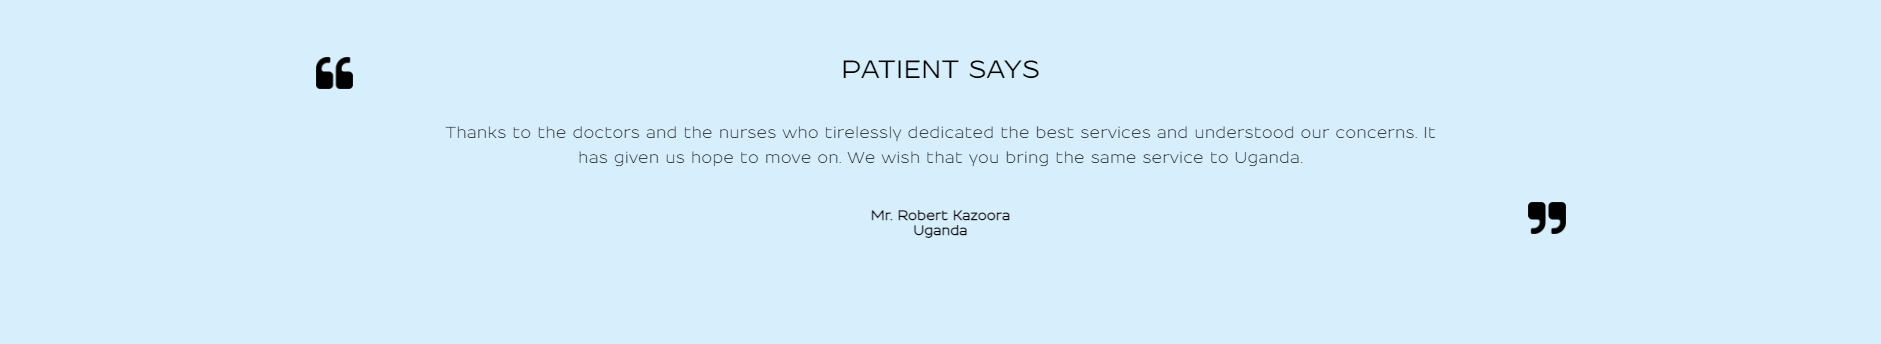 ❝
PATIENT SAYS
Thanks to the doctors and the nurses who tirelessly dedicated the best services and understood our concerns. It
has given us hope to move on. We wish that you bring the same service to Uganda.
Mr. Robert Kazoora
Uganda
❞